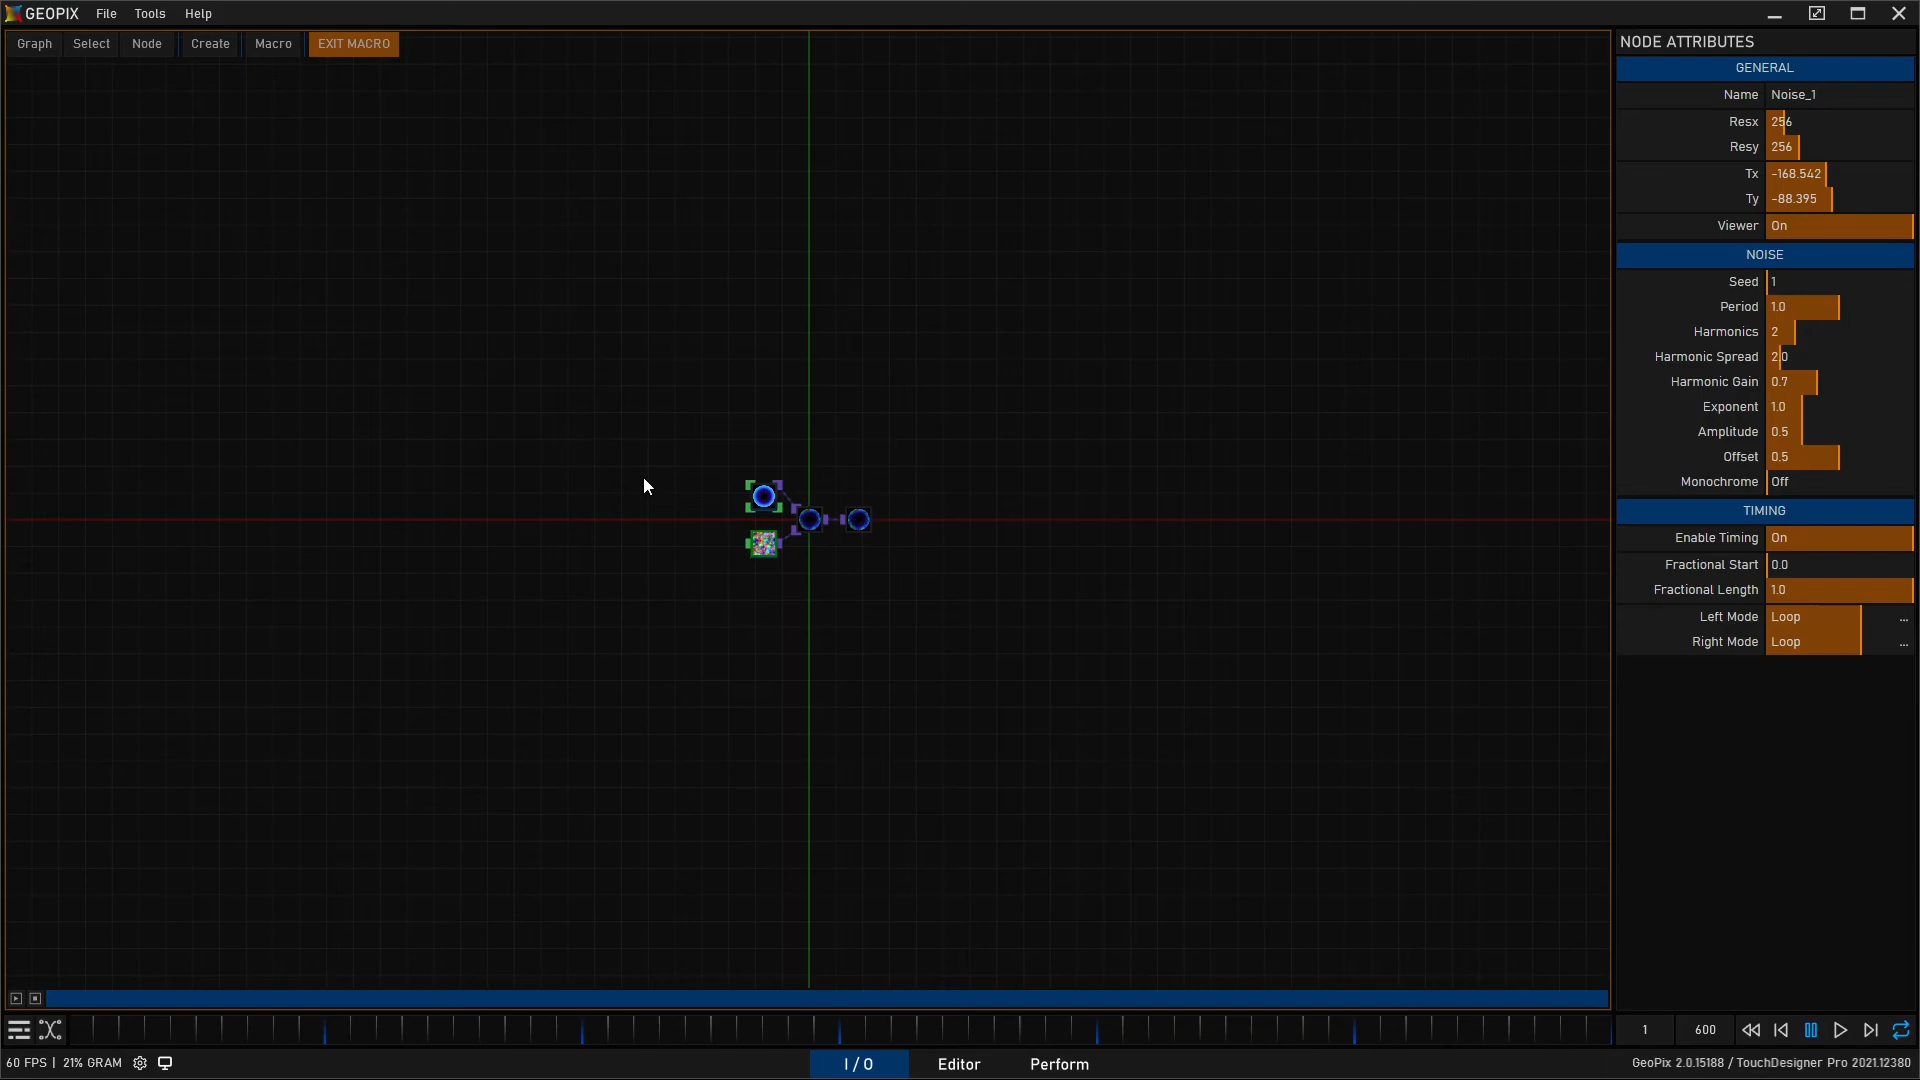 GEOPIX File Tools Help
Graph Select Node Create Macro EXIT MACRO
NODE ATTRIBUTES
GENERAL
Name Noise_1
Resx 256
Resy 256
Tx -168.542
Ty -88.395
Viewer On
NOISE
Seed 1
Period 1.0
Harmonics 2
Harmonic Spread 2.0
Harmonic Gain 0.7
Exponent 1.0
Amplitude 0.5
Offset 0.5
Monochrome Off
TIMING
Enable Timing On
Fractional Start 0.0
Fractional Length 1.0
Left Mode Loop ...
Right Mode Loop ...
1 600
60 FPS | 21% GRAM I / O Editor Perform GeoPix 2.0.15188 / TouchDesigner Pro 2021.12380